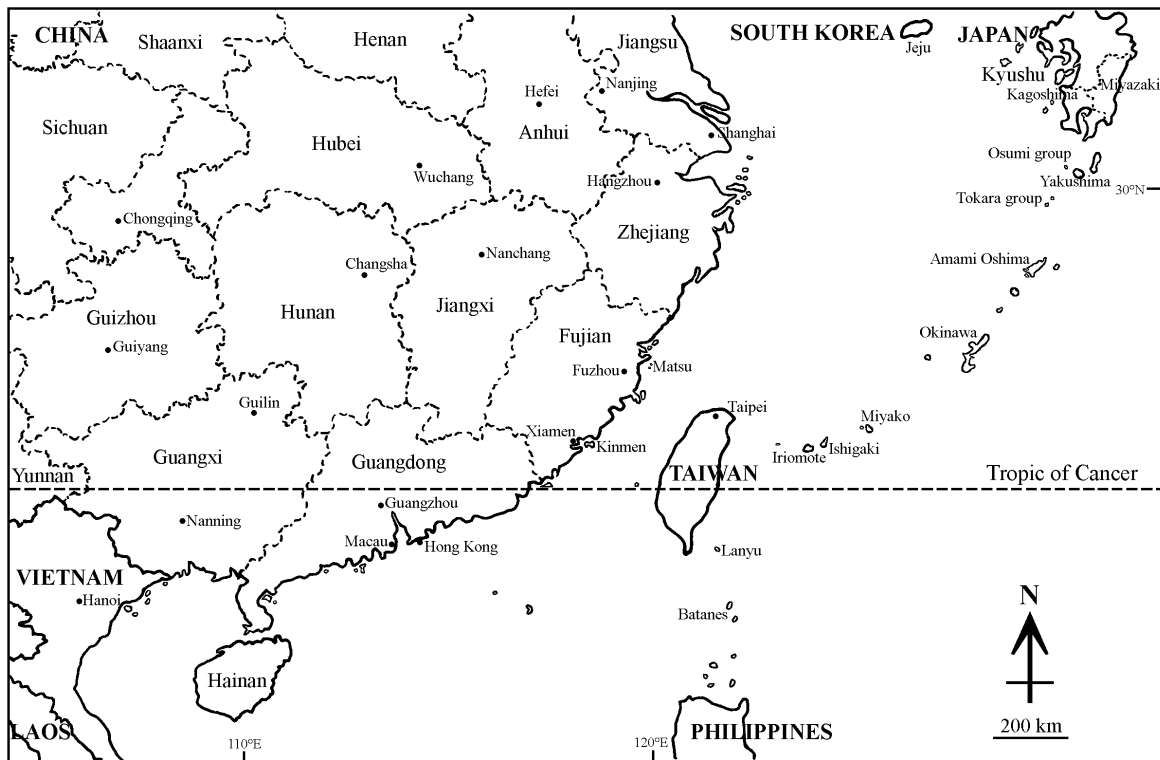 CHINA
Shaanxi
Henan
Jiangsu
SOUTH KOREA
Jeju
JAPAN
Kyushu
Kagoshima
Miyazaki
Hefei
Nanjing
Sichuan
Hubei
Anhui
Shanghai
Wuchang
Hangzhou
Osumi group
Yakushima
30°N
Tokara group
Chongqing
Zhejiang
Nanchang
Changsha
Amami Oshima
Guizhou
Hunan
Jiangxi
Fujian
Okinawa
Guiyang
Fuzhou
Matsu
Guilin
Taipei
Miyako
Xiamen
Kinmen
Iriomote
Ishigaki
Guangxi
Guangdong
Yunnan
TAIWAN
Tropic of Cancer
Guangzhou
Nanning
Macau
Hong Kong
Lanyu
VIETNAM
Hanoi
Batanes
N
Hainan
LAOS
PHILIPPINES
200 km
110°E
120°E